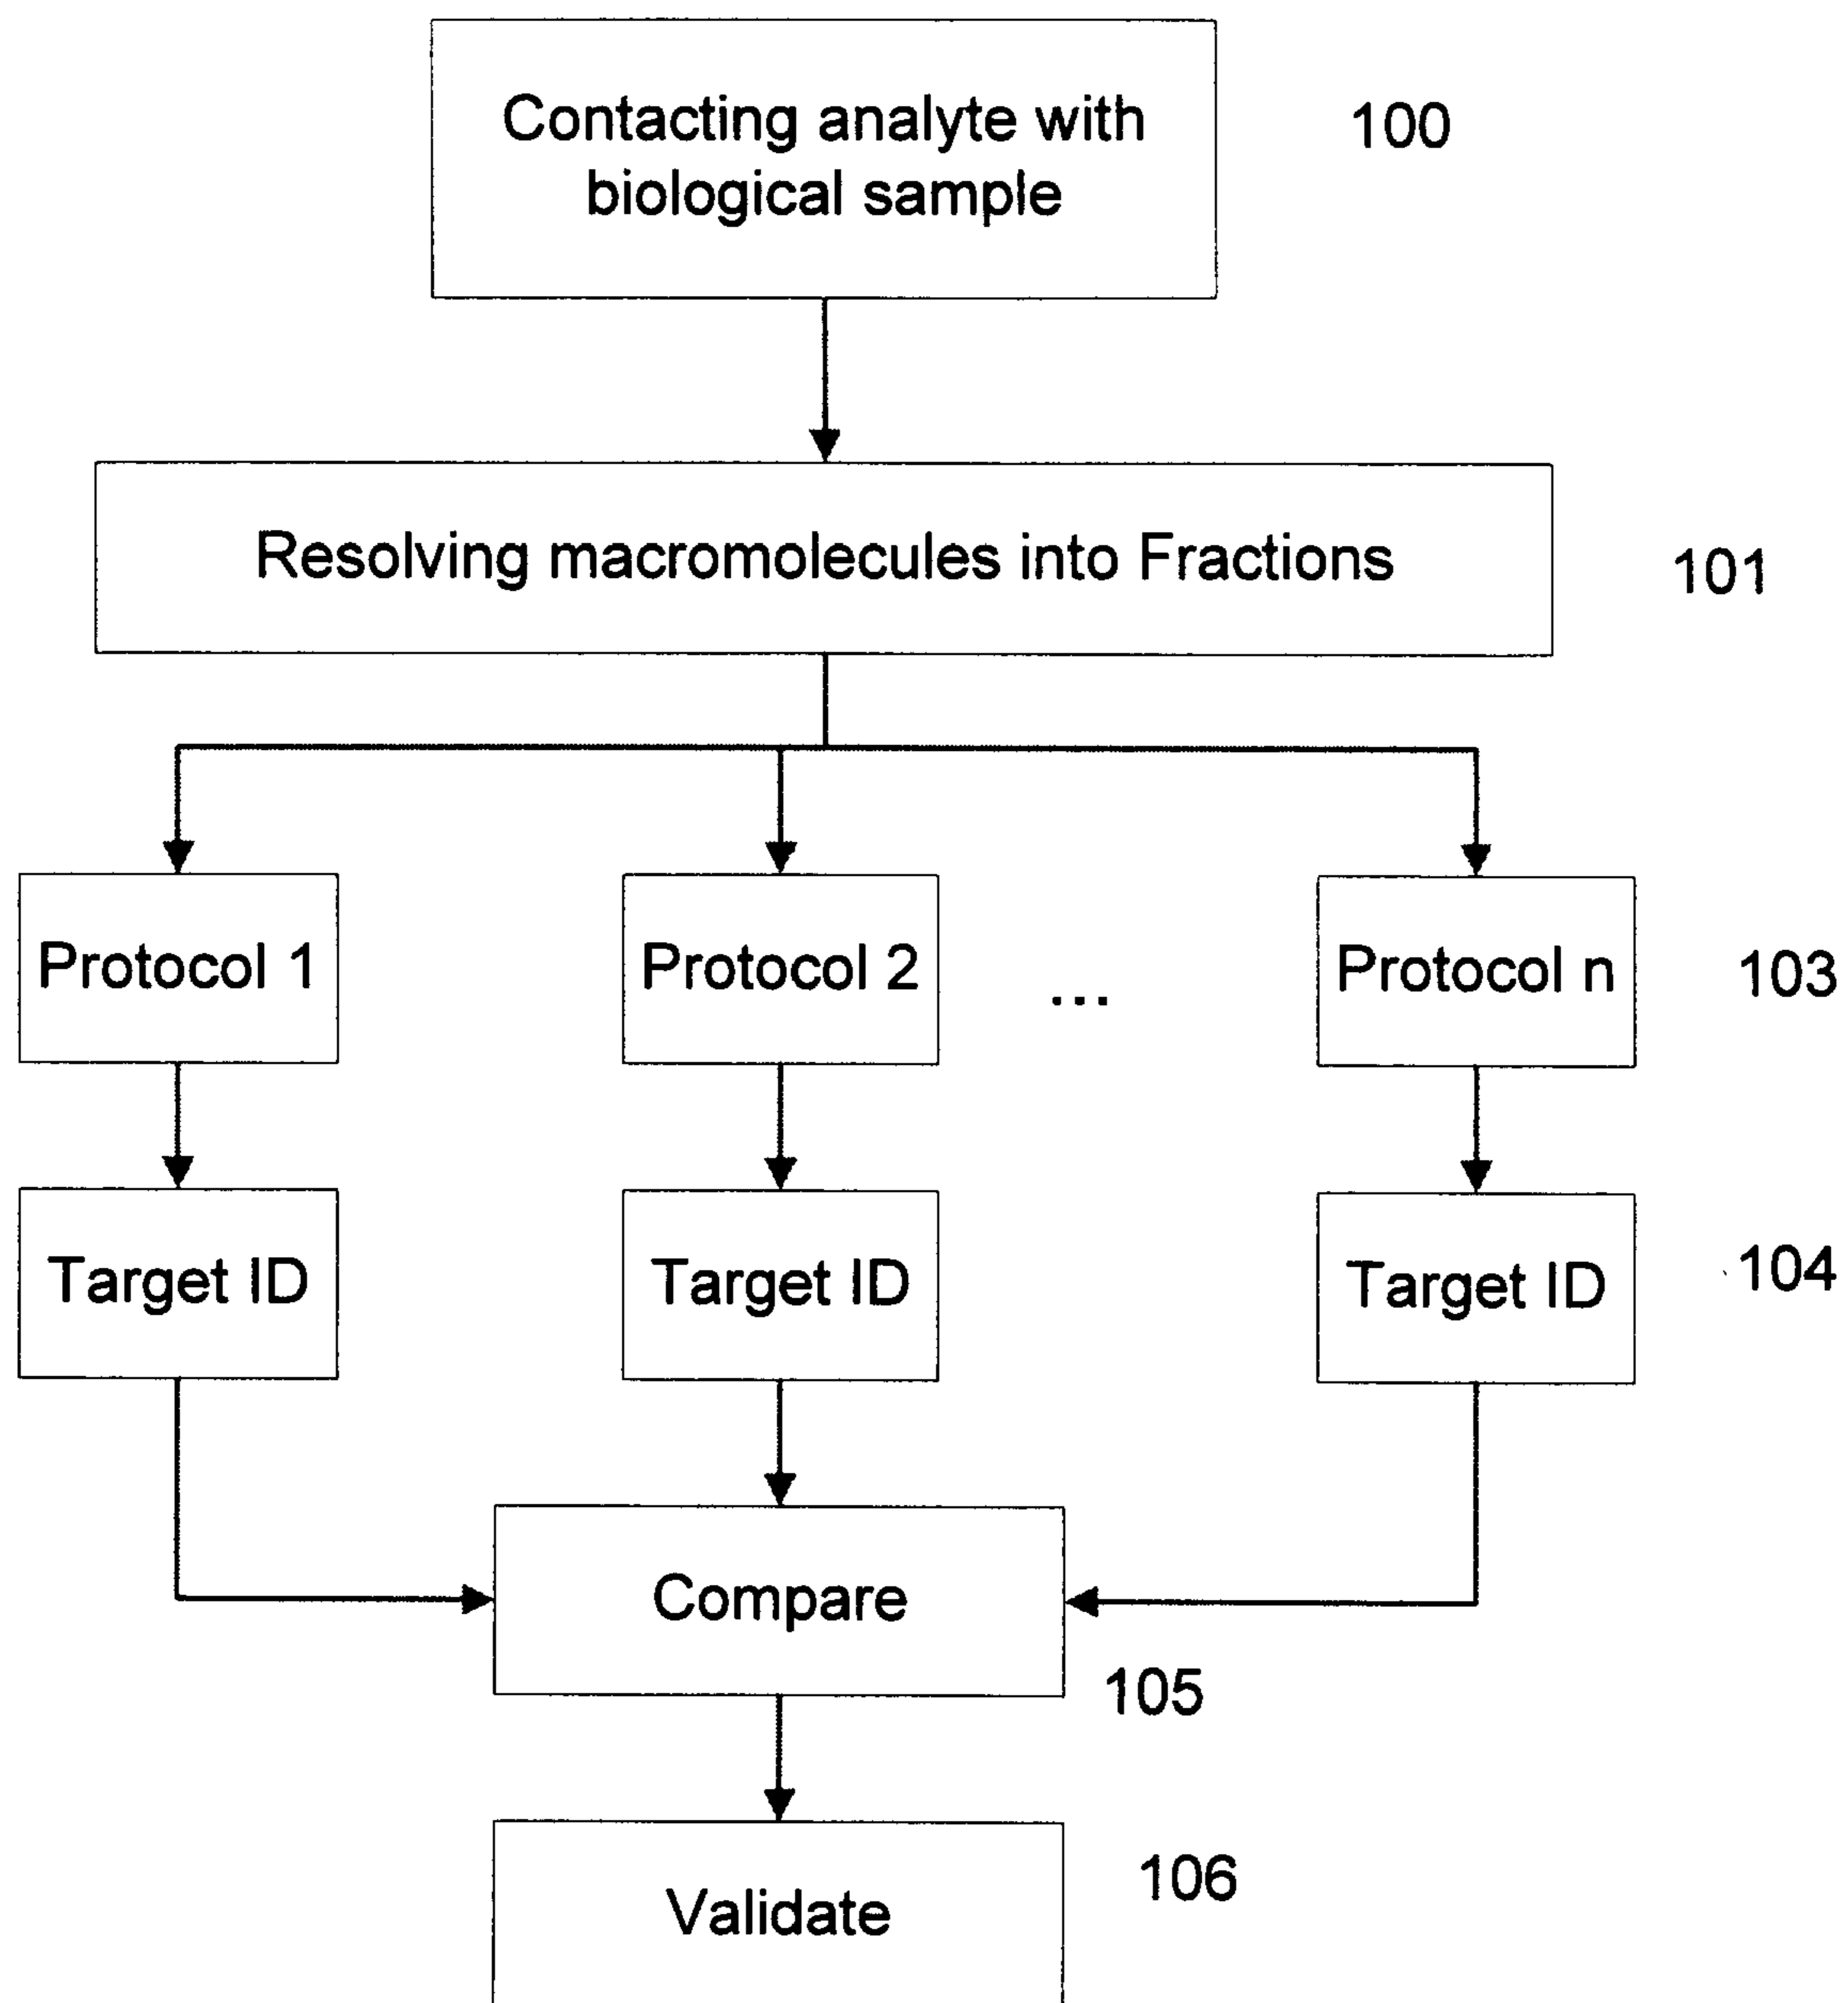 Contacting analyte with
biological sample
100
Resolving macromolecules into Fractions
101
Protocol 1
Protocol 2
...
Protocol n
103
Target ID
Target ID
Target ID
104
Compare
105
Validate
106